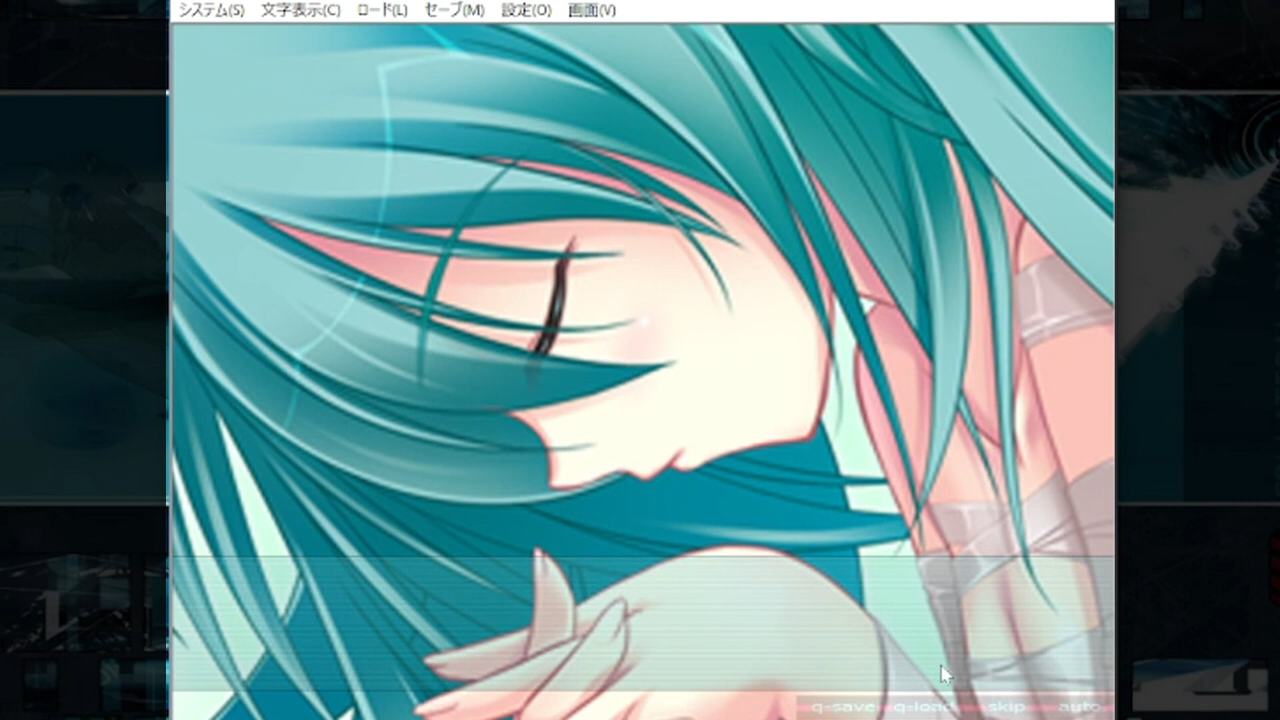 システム(S) 文字表示(C) ロード(L) セーブ(M) 設定(O) 画面(V)
q-save q-load skip auto